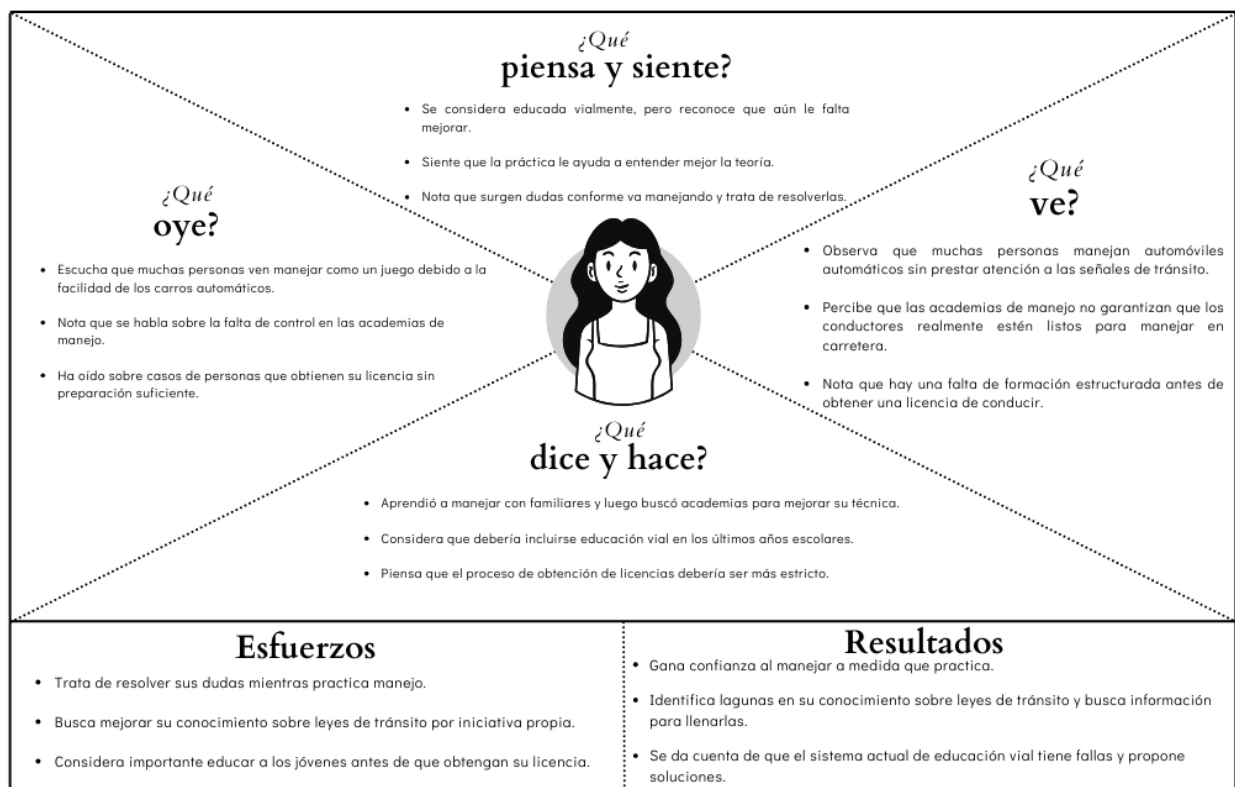 ¿Qué
piensa y siente?
• Se considera educada vialmente, pero reconoce que aún le falta
mejorar.
• Siente que la práctica le ayuda a entender mejor la teoría.
• Nota que surgen dudas conforme va manejando y trata de resolverlas.
¿Qué
oye?
• Escucha que muchas personas ven manejar como un juego debido a la
facilidad de los carros automáticos.
• Nota que se habla sobre la falta de control en las academias de
manejo.
• Ha oído sobre casos de personas que obtienen su licencia sin
preparación suficiente.
¿Qué
ve?
• Observa que muchas personas manejan automóviles
automáticos sin prestar atención a las señales de tránsito.
• Percibe que las academias de manejo no garantizan que los
conductores realmente estén listos para manejar en
carretera.
• Nota que hay una falta de formación estructurada antes de
obtener una licencia de conducir.
¿Qué
dice y hace?
• Aprendió a manejar con familiares y luego buscó academias para mejorar su técnica.
• Considera que debería incluirse educación vial en los últimos años escolares.
• Piensa que el proceso de obtención de licencias debería ser más estricto.
Esfuerzos
• Trata de resolver sus dudas mientras practica manejo.
• Busca mejorar su conocimiento sobre leyes de tránsito por iniciativa propia.
• Considera importante educar a los jóvenes antes de que obtengan su licencia.
Resultados
• Gana confianza al manejar a medida que practica.
• Identifica lagunas en su conocimiento sobre leyes de tránsito y busca información
para llenarlas.
• Se da cuenta de que el sistema actual de educación vial tiene fallas y propone
soluciones.